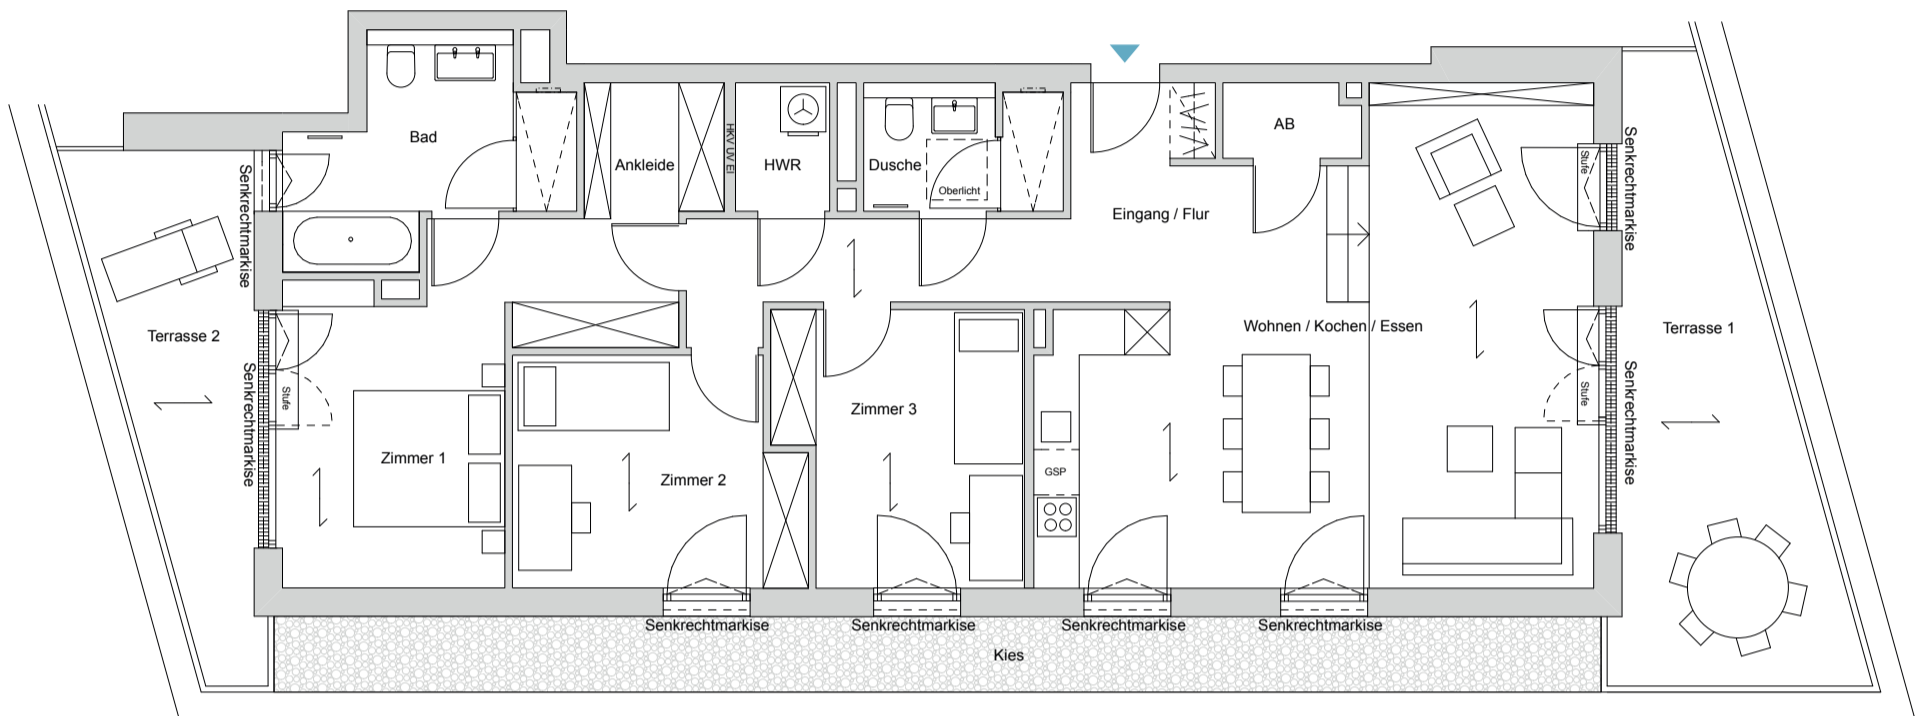 Bad
Ankleide
HKV UV El
HWR
Dusche
Oberlicht
AB
Eingang / Flur
Senkrechtmarkise
Stufe
Senkrechtmarkise
Terrasse 2
Senkrechtmarkise
Stufe
Wohnen / Kochen / Essen
Terrasse 1
Stufe
Senkrechtmarkise
Zimmer 1
Zimmer 2
Zimmer 3
GSP
Senkrechtmarkise
Senkrechtmarkise
Senkrechtmarkise
Senkrechtmarkise
Kies